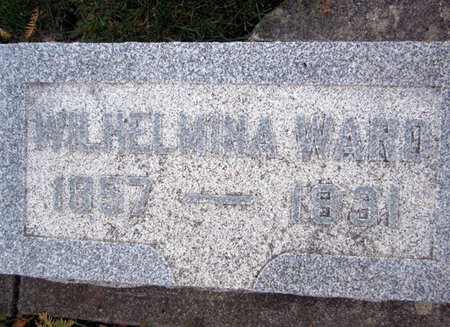 WILHELMINA WARD
1857 — 1931